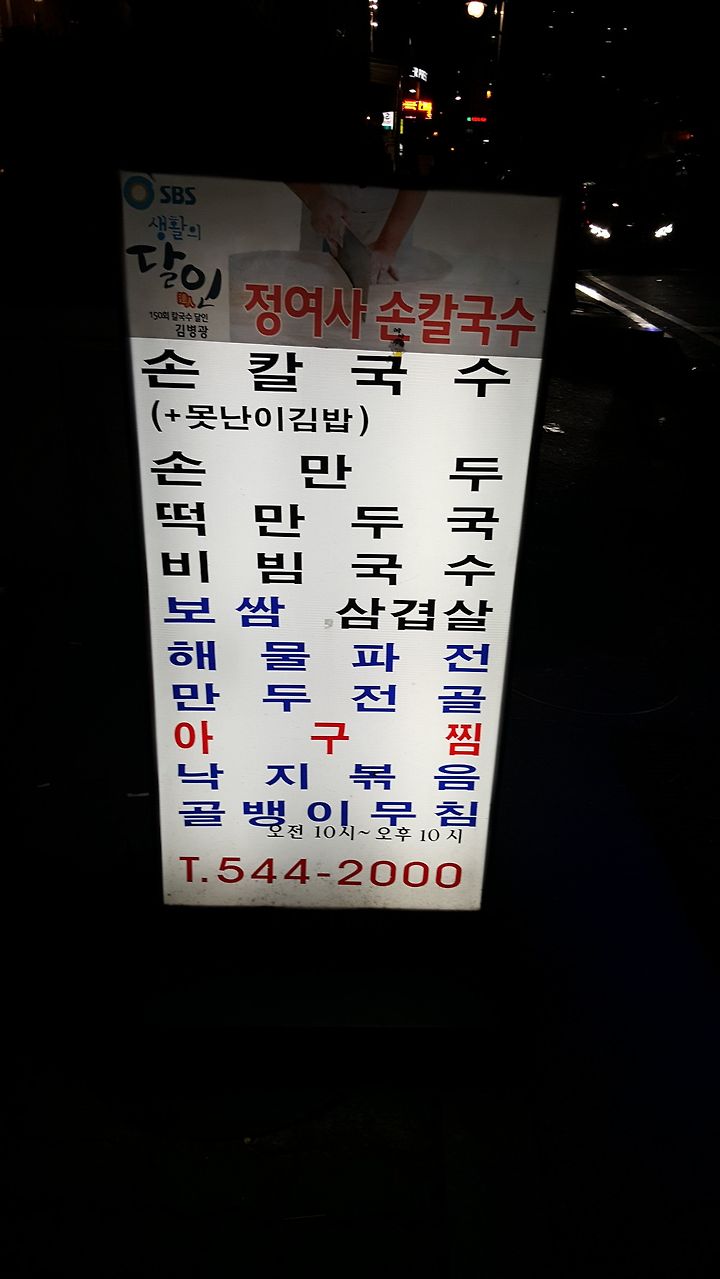 SBS
생활의
달인
達人
150회 칼국수 달인
김병광
정여사 손칼국수
손칼국수
(+못난이김밥)
손만두
떡만두국
비빔국수
보쌈, 삼겹살
해물파전
만두전골
아구찜
낙지볶음
골뱅이무침
오전 10시~오후 10시
T.544-2000